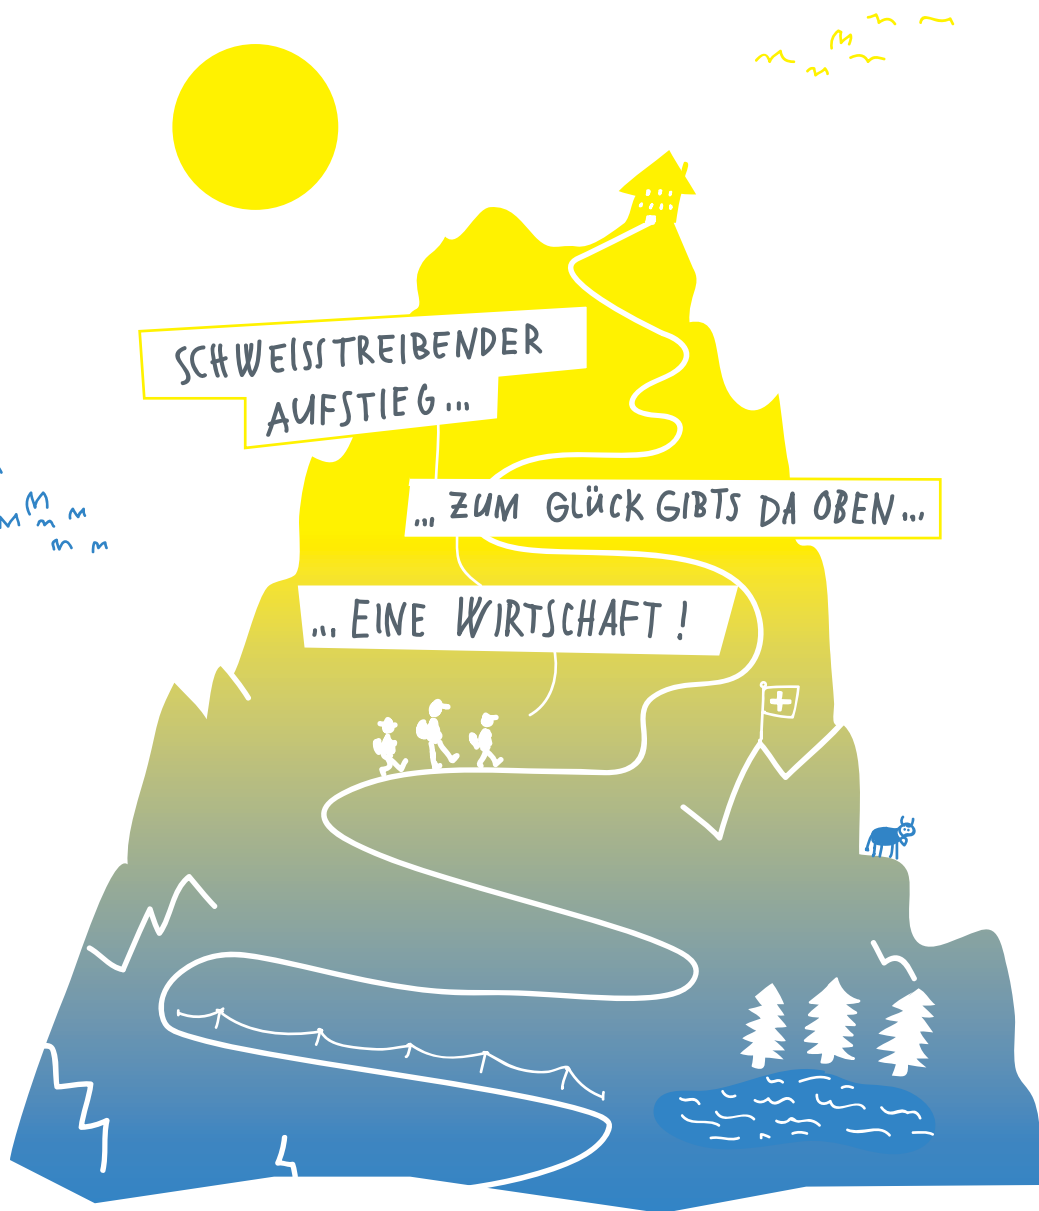 SCHWEISSTREIBENDER
AUFSTIEG...
... ZUM GLÜCK GIBTS DA OBEN...
... EINE WIRTSCHAFT!